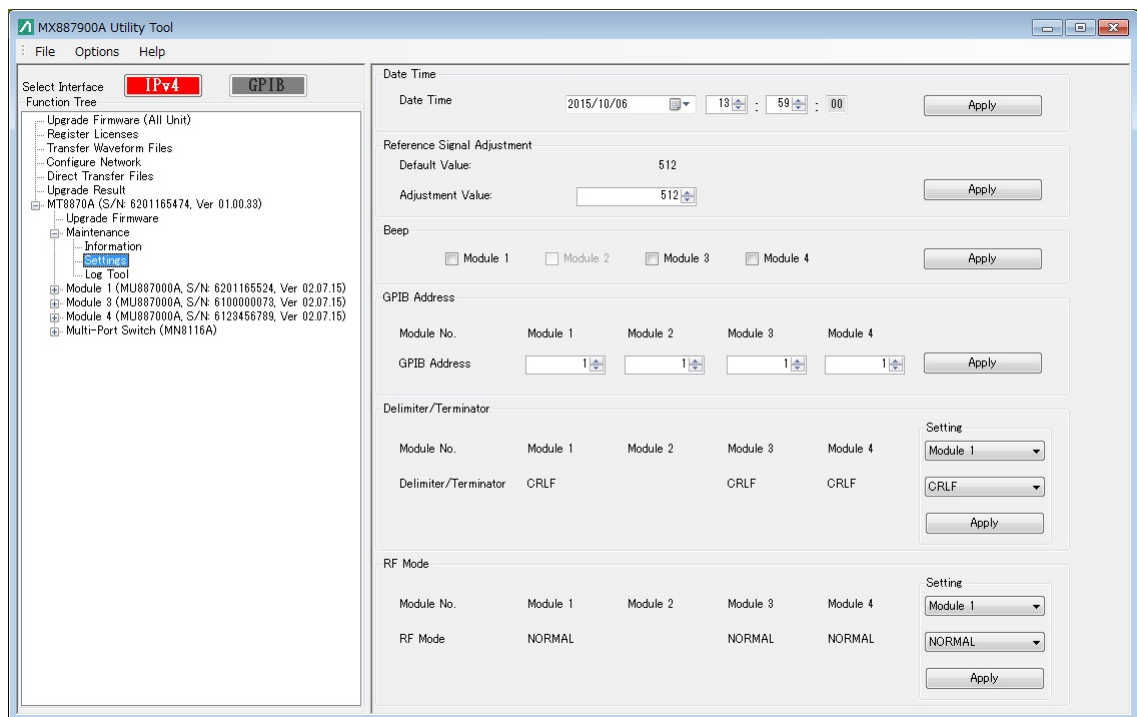 MX887900A Utility Tool
File Options Help
Select Interface IPv4 GPIB
Function Tree
Upgrade Firmware (All Unit)
Register Licenses
Transfer Waveform Files
Configure Network
Direct Transfer Files
Upgrade Result
MT8870A (S/N: 6201165474, Ver 01.00.33)
Upgrade Firmware
Maintenance
Information
Settings
Log Tool
Module 1 (MU887000A, S/N: 6201165524, Ver 02.07.15)
Module 3 (MU887000A, S/N: 6100000073, Ver 02.07.15)
Module 4 (MU887000A, S/N: 6123456789, Ver 02.07.15)
Multi-Port Switch (MN8116A)
Date Time
Date Time 2015/10/06 13 : 59 : 00 Apply
Reference Signal Adjustment
Default Value: 512
Adjustment Value: 512 Apply
Beep
Module 1 Module 2 Module 3 Module 4 Apply
GPIB Address
Module No. Module 1 Module 2 Module 3 Module 4
GPIB Address 1 1 1 1 Apply
Delimiter/Terminator
Setting
Module No. Module 1 Module 2 Module 3 Module 4 Module 1
Delimiter/Terminator CRLF CRLF CRLF CRLF
Apply
RF Mode
Setting
Module No. Module 1 Module 2 Module 3 Module 4 Module 1
RF Mode NORMAL NORMAL NORMAL NORMAL
Apply